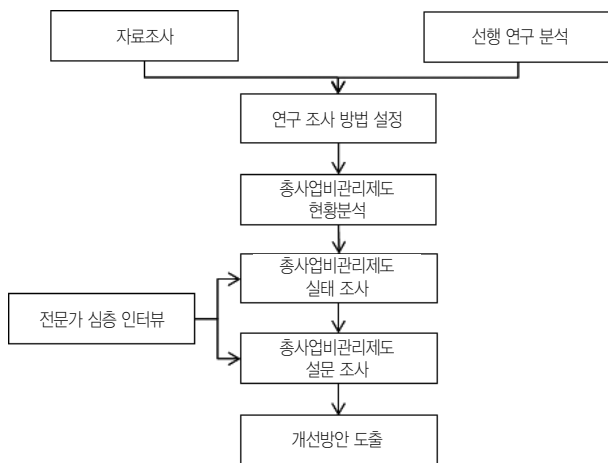 자료조사
선행 연구 분석
연구 조사 방법 설정
총사업비관리제도
현황분석
총사업비관리제도
실태 조사
전문가 심층 인터뷰
총사업비관리제도
설문 조사
개선방안 도출